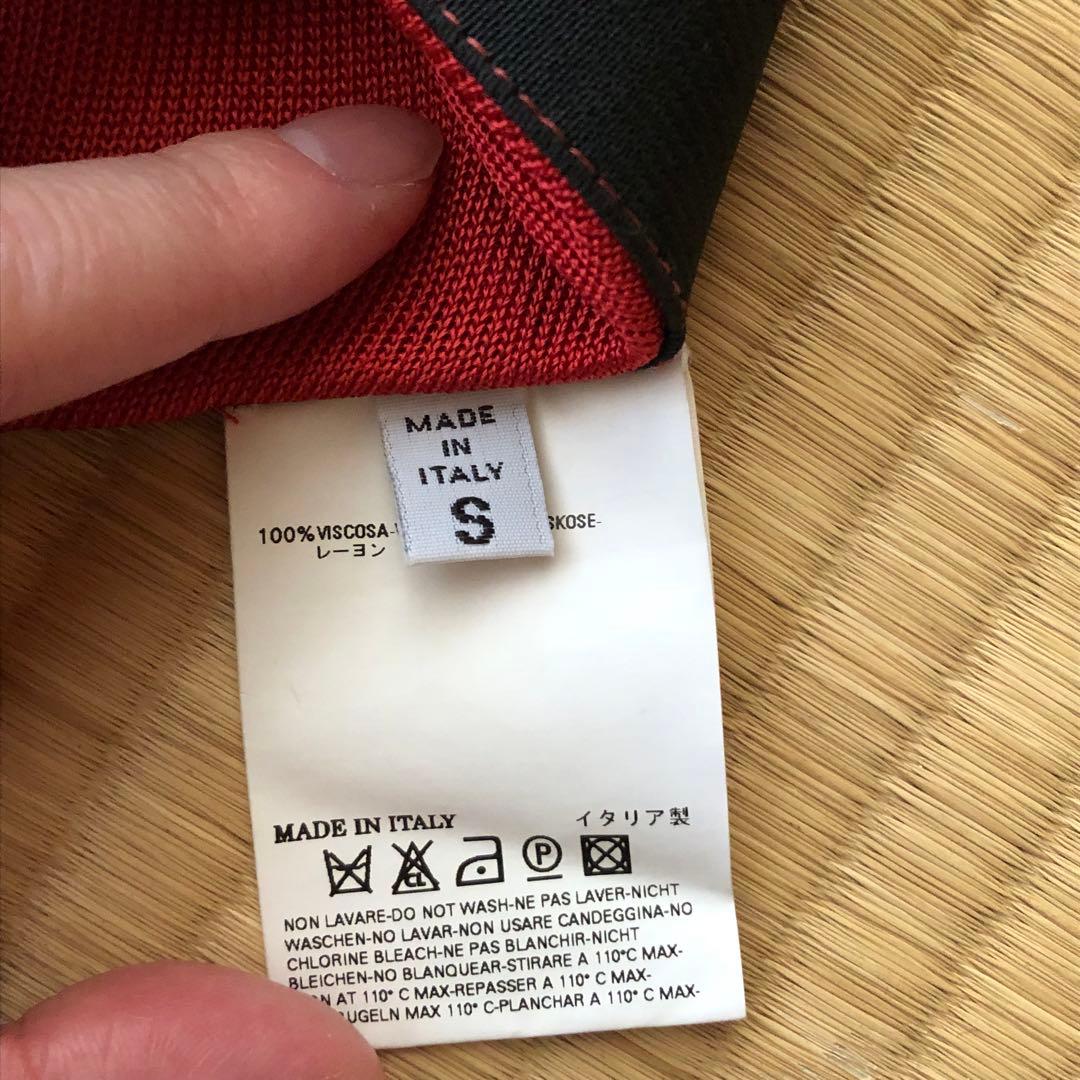 MADE
IN
ITALY
S
100% VISCOSA- SKOSE-
レーヨン
MADE IN ITALY
イタリア製
CL P
NON LAVARE-DO NOT WASH-NE PAS LAVER-NICHT
WASCHEN-NO LAVAR-NON USARE CANDEGGINA-NO
CHLORINE BLEACH-NE PAS BLANCHIR-NICHT
BLEICHEN-NO BLANQUEAR-STIRARE A 110°C MAX-
N AT 110° C MAX-REPASSER A 110° C MAX-
UGELN MAX 110° C-PLANCHAR A 110° C MAX-